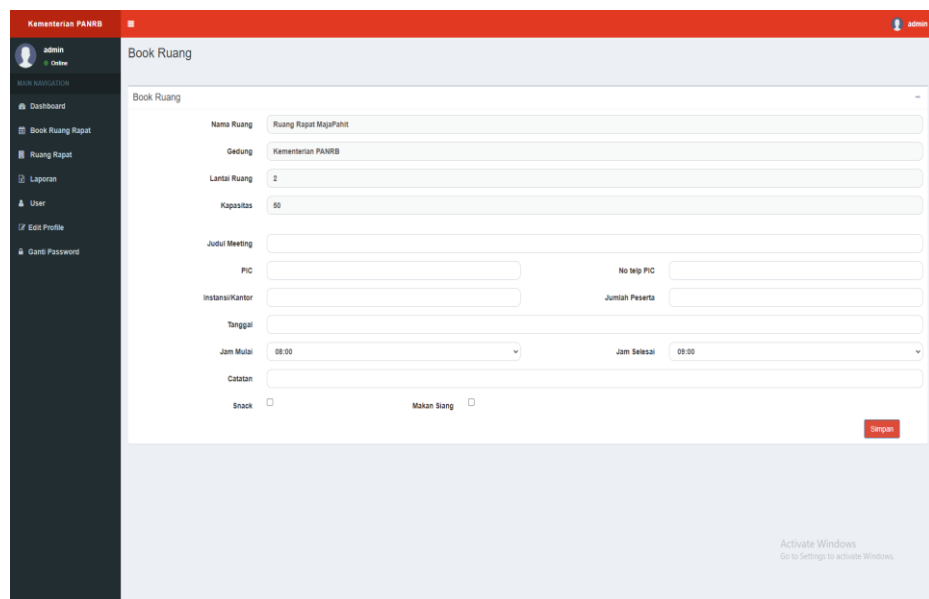 Kementerian PANRB
admin
admin
Online
MAIN NAVIGATION
Dashboard
Book Ruang Rapat
Ruang Rapat
Laporan
User
Edit Profile
Ganti Password
Book Ruang
Book Ruang
Nama Ruang Ruang Rapat MajaPahit
Gedung Kementerian PANRB
Lantai Ruang 2
Kapasitas 50
Judul Meeting
PIC No telp PIC
Instansi/Kantor Jumlah Peserta
Tanggal
Jam Mulai 08:00 Jam Selesai 09:00
Catatan
Snack Makan Siang
Simpan
Activate Windows
Go to Settings to activate Windows.